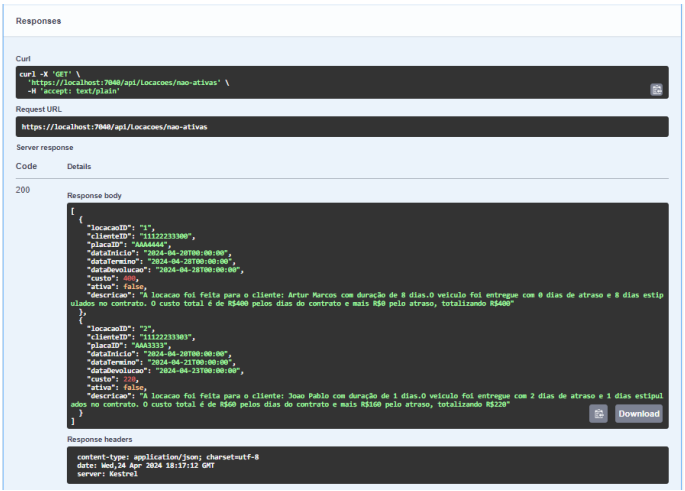 Responses
Curl
curl -X 'GET' \
'https://localhost:7040/api/Locacoes/nao-ativas' \
-H 'accept: text/plain'
Request URL
https://localhost:7040/api/Locacoes/nao-ativas
Server response
Code Details
200
Response body
[
{
"locacaoID": "1",
"clienteID": "11122233300",
"placaID": "AAA4444",
"dataInicio": "2024-04-20T00:00:00",
"dataTermino": "2024-04-28T00:00:00",
"dataDevolucao": "2024-04-28T00:00:00",
"custo": 400,
"ativa": false,
"descricao": "A locacao foi feita para o cliente: Artur Marcos com duração de 8 dias.O veiculo foi entregue com 0 dias de atraso e 8 dias estip
ulados no contrato. O custo total é de R$400 pelos dias do contrato e mais R$0 pelo atraso, totalizando R$400"
},
{
"locacaoID": "2",
"clienteID": "11122233303",
"placaID": "AAA3333",
"dataInicio": "2024-04-20T00:00:00",
"dataTermino": "2024-04-21T00:00:00",
"dataDevolucao": "2024-04-23T00:00:00",
"custo": 220,
"ativa": false,
"descricao": "A locacao foi feita para o cliente: Joao Pablo com duração de 1 dias.O veiculo foi entregue com 2 dias de atraso e 1 dias estipul
ados no contrato. O custo total é de R$60 pelos dias do contrato e mais R$160 pelo atraso, totalizando R$220"
}
]
Download
Response headers
content-type: application/json; charset=utf-8
date: Wed,24 Apr 2024 18:17:12 GMT
server: Kestrel